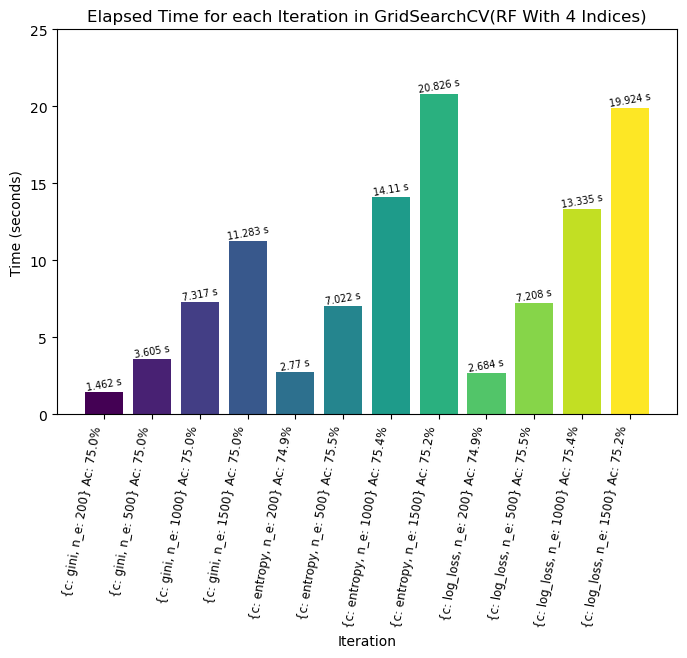 Elapsed Time for each Iteration in GridSearchCV(RF With 4 Indices)
25
20
15
10
5
0
Time (seconds)
1.462 s
3.605 s
7.317 s
11.283 s
2.77 s
7.022 s
14.11 s
20.826 s
2.684 s
7.208 s
13.335 s
19.924 s
{c: gini, n_e: 200} Ac: 75.0%
{c: gini, n_e: 500} Ac: 75.0%
{c: gini, n_e: 1000} Ac: 75.0%
{c: gini, n_e: 1500} Ac: 75.0%
{c: entropy, n_e: 200} Ac: 74.9%
{c: entropy, n_e: 500} Ac: 75.5%
{c: entropy, n_e: 1000} Ac: 75.4%
{c: entropy, n_e: 1500} Ac: 75.2%
{c: log_loss, n_e: 200} Ac: 74.9%
{c: log_loss, n_e: 500} Ac: 75.5%
{c: log_loss, n_e: 1000} Ac: 75.4%
{c: log_loss, n_e: 1500} Ac: 75.2%
Iteration